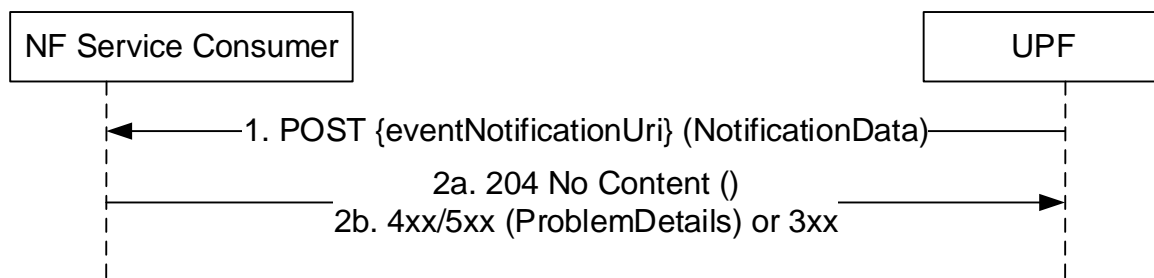 NF Service Consumer
UPF
1. POST {eventNotificationUri} (NotificationData)
2a. 204 No Content ()
2b. 4xx/5xx (ProblemDetails) or 3xx